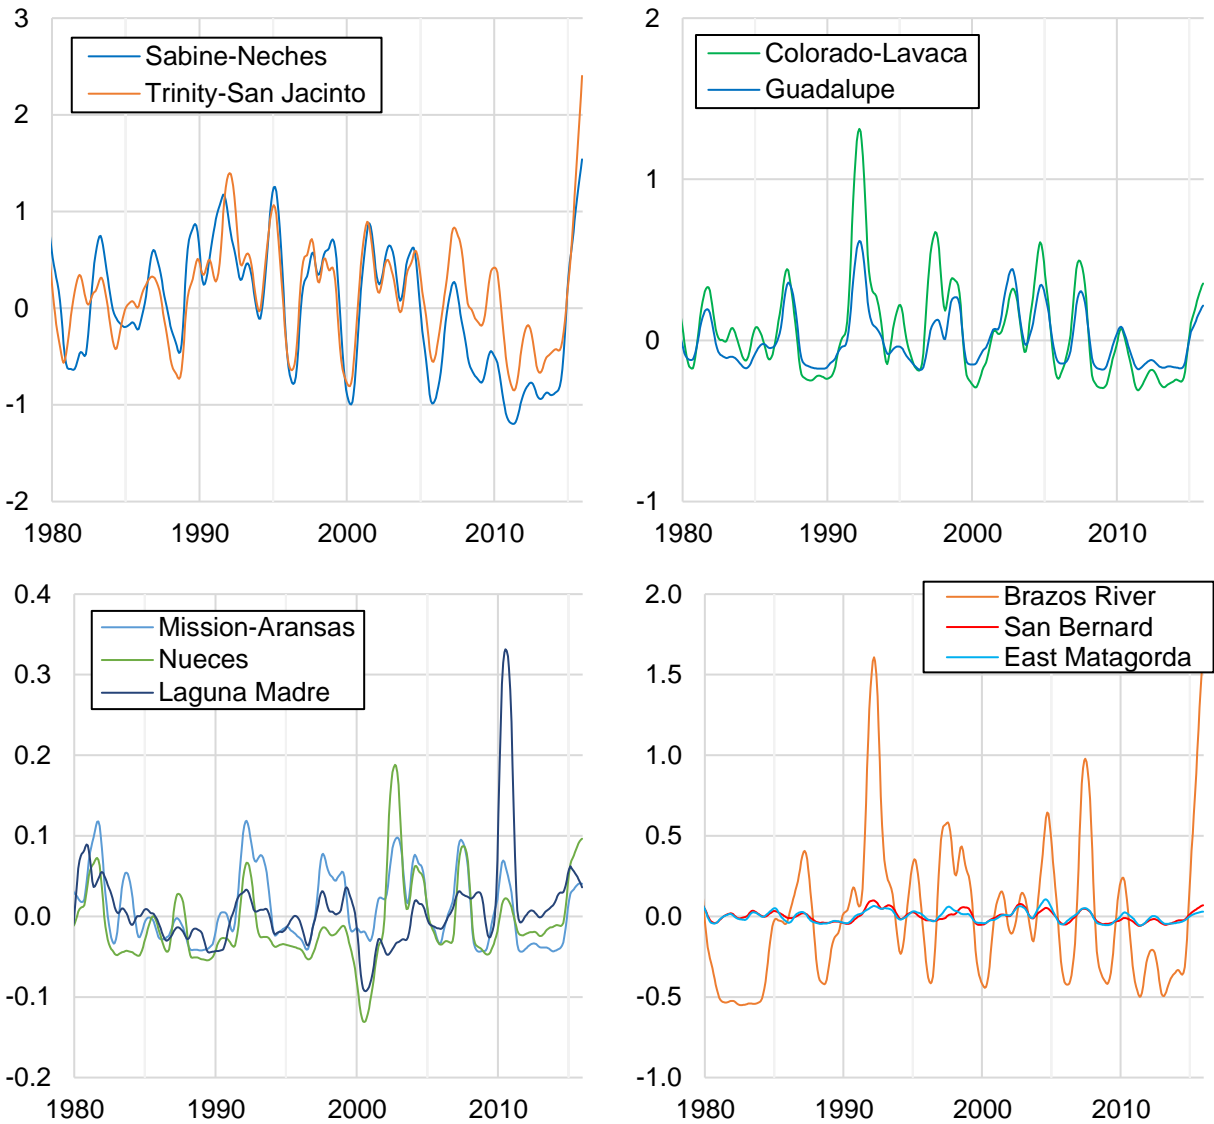 3
2
1
0
-1
-2
1980 1990 2000 2010
Sabine-Neches
Trinity-San Jacinto
2
1
0
-1
1980 1990 2000 2010
Colorado-Lavaca
Guadalupe
0.4
0.3
0.2
0.1
0.0
-0.1
-0.2
1980 1990 2000 2010
Mission-Aransas
Nueces
Laguna Madre
2.0
1.5
1.0
0.5
0.0
-0.5
-1.0
1980 1990 2000 2010
Brazos River
San Bernard
East Matagorda